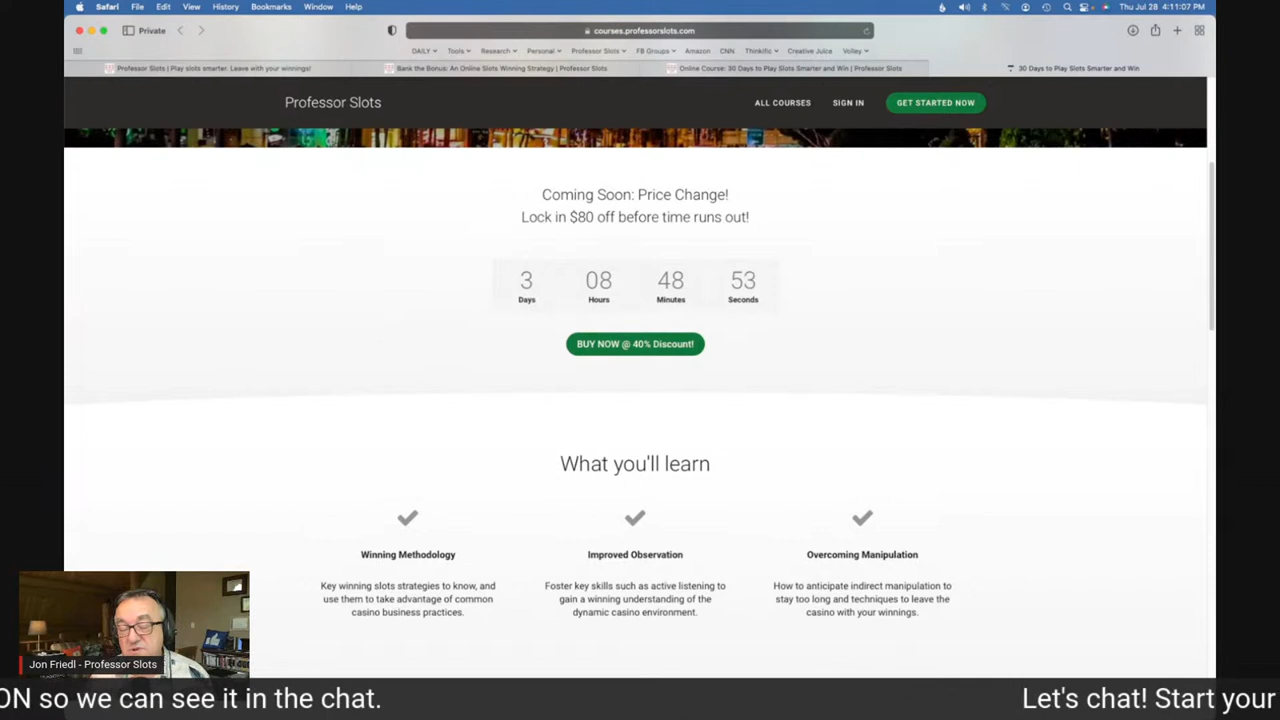 Safari File Edit View History Bookmarks Window Help
Thu Jul 28 4:11:07 PM
Private
courses.professorslots.com
DAILY Tools Research Personal Professor Slots FB Groups Amazon CNN Thinkific Creative Juice Volley
Professor Slots | Play slots smarter. Leave with your winnings!
Bank the Bonus: An Online Slots Winning Strategy | Professor Slots
Online Course: 30 Days to Play Slots Smarter and Win | Professor Slots
30 Days to Play Slots Smarter and Win
Professor Slots
ALL COURSES SIGN IN GET STARTED NOW
Coming Soon: Price Change!
Lock in $80 off before time runs out!
3 08 48 53
Days Hours Minutes Seconds
BUY NOW @ 40% Discount!
What you'll learn
Winning Methodology
Key winning slots strategies to know, and
use them to take advantage of common
casino business practices.
Improved Observation
Foster key skills such as active listening to
gain a winning understanding of the
dynamic casino environment.
Overcoming Manipulation
How to anticipate indirect manipulation to
stay too long and techniques to leave the
casino with your winnings.
Jon Friedl - Professor Slots
ON so we can see it in the chat.
Let's chat! Start your